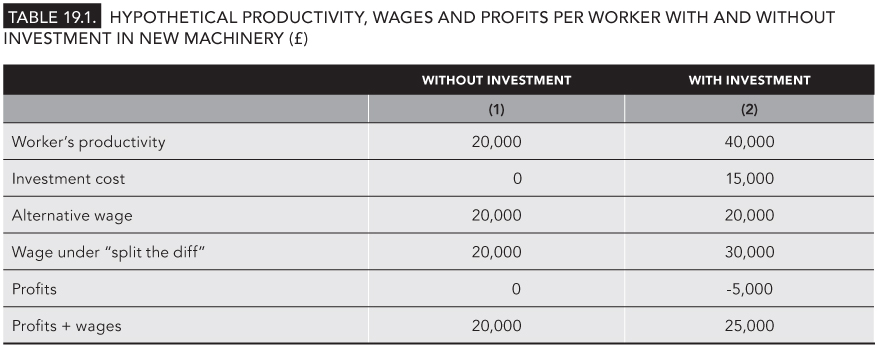 TABLE 19.1. HYPOTHETICAL PRODUCTIVITY, WAGES AND PROFITS PER WORKER WITH AND WITHOUT
INVESTMENT IN NEW MACHINERY (£)
WITHOUT INVESTMENT WITH INVESTMENT
(1) (2)
Worker’s productivity 20,000 40,000
Investment cost 0 15,000
Alternative wage 20,000 20,000
Wage under “split the diff” 20,000 30,000
Profits 0 -5,000
Profits + wages 20,000 25,000